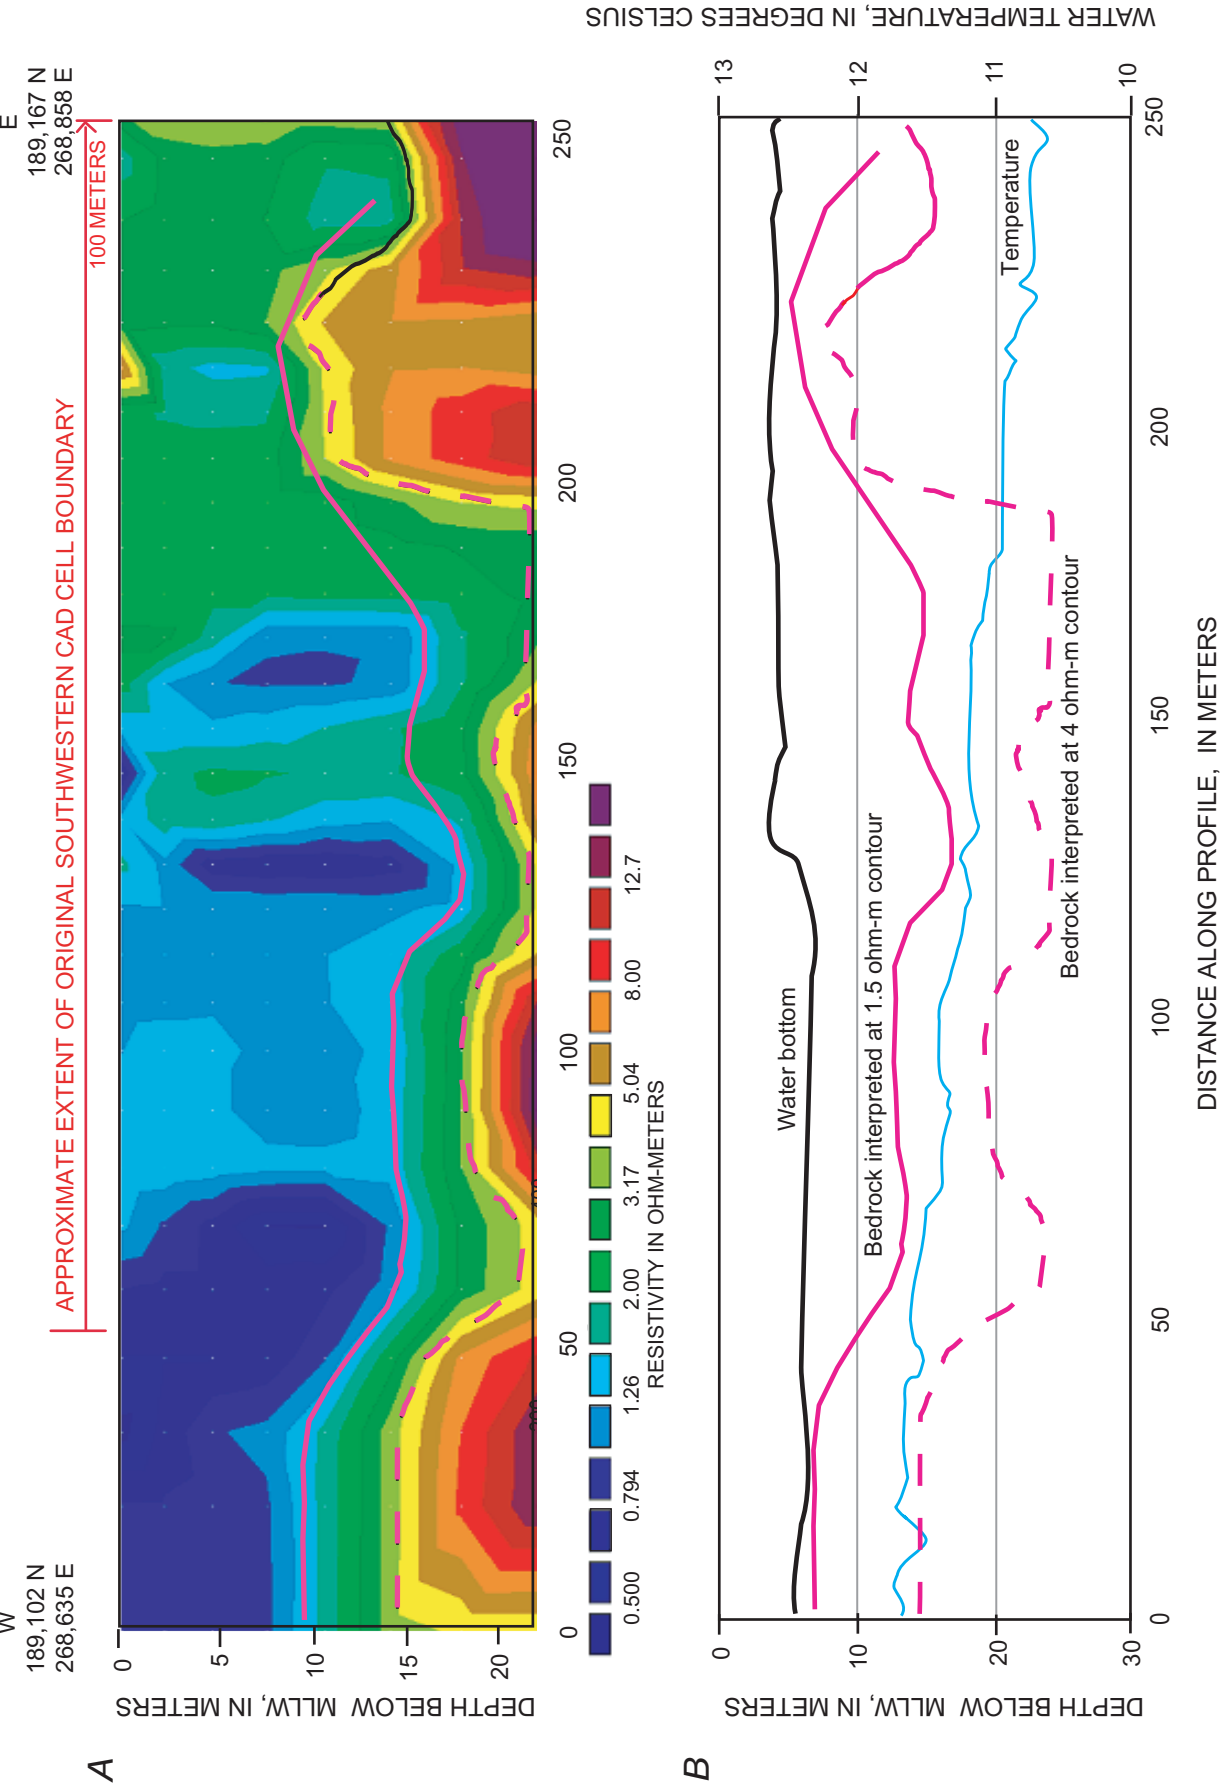 W
189,102 N
268,635 E
E
189,167 N
268,858 E
APPROXIMATE EXTENT OF ORIGINAL SOUTHWESTERN CAD CELL BOUNDARY
100 METERS
A
DEPTH BELOW MLLW, IN METERS
0
5
10
15
20
0 50 100 150 200 250
0.500 0.794 1.26 2.00 3.17 5.04 8.00 12.7
RESISTIVITY IN OHM-METERS
B
DEPTH BELOW MLLW, IN METERS
0
10
20
30
Water bottom
Bedrock interpreted at 1.5 ohm-m contour
Temperature
Bedrock interpreted at 4 ohm-m contour
13
12
11
10
WATER TEMPERATURE, IN DEGREES CELSIUS
0 50 100 150 200 250
DISTANCE ALONG PROFILE, IN METERS